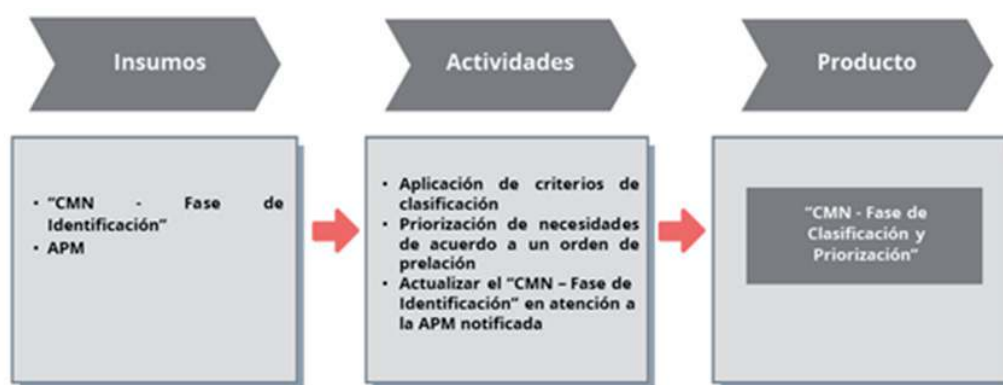 Insumos
Actividades
Producto
• "CMN - Fase de
Identificación"
• APM
• Aplicación de criterios de
clasificación
• Priorización de necesidades
de acuerdo a un orden de
prelación
• Actualizar el "CMN – Fase de
Identificación" en atención a
la APM notificada
"CMN - Fase de
Clasificación y
Priorización"